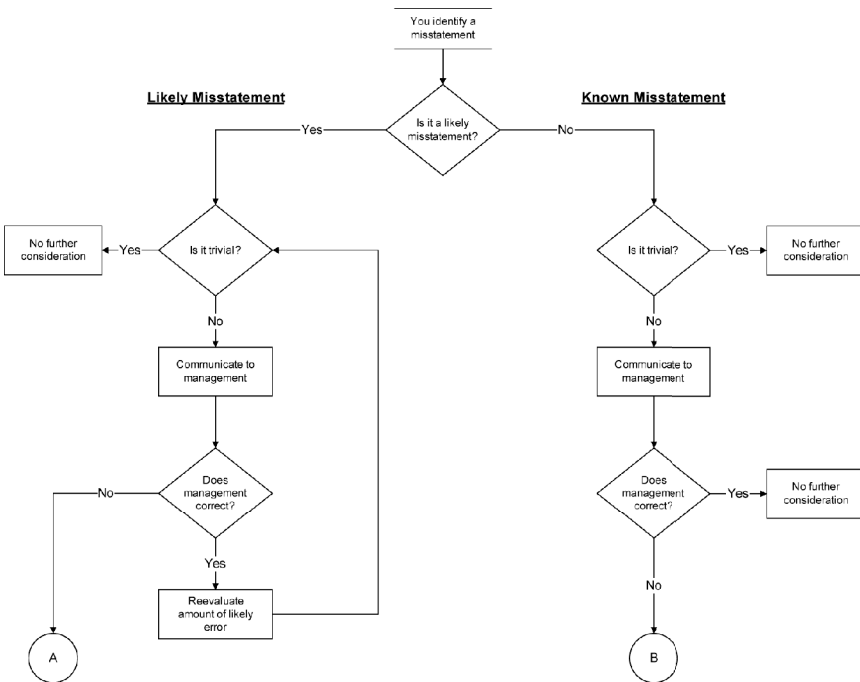 You identify a
misstatement
Likely Misstatement
Known Misstatement
Is it a likely
misstatement?
Yes
No
No further
consideration
Yes
Is it trivial?
Is it trivial?
Yes
No further
consideration
No
No
Communicate to
management
Communicate to
management
Does
management
correct?
No
Does
management
correct?
Yes
No further
consideration
Yes
No
Reevaluate
amount of likely
error
A
B